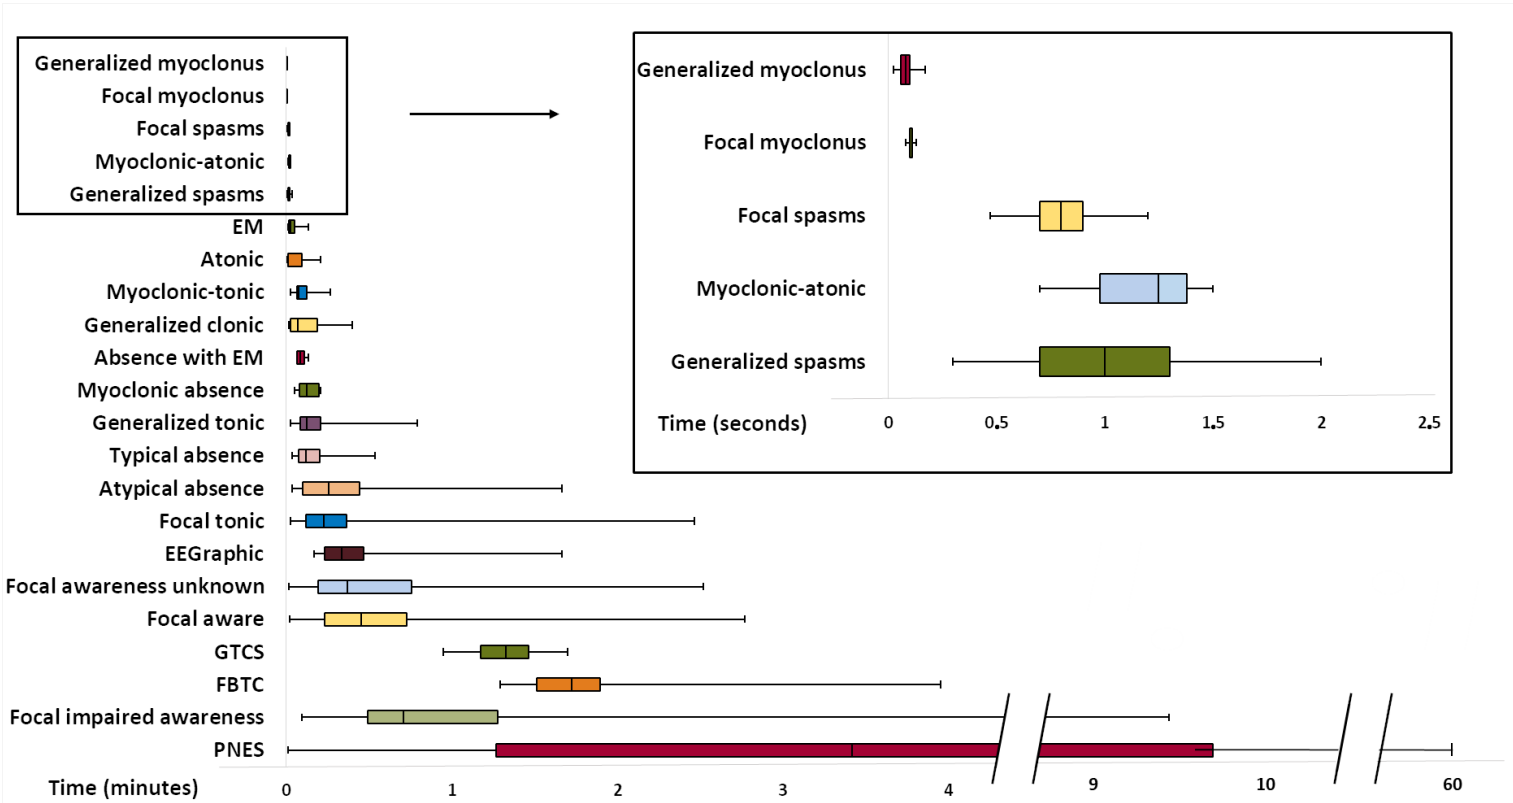 Generalized myoclonus
Focal myoclonus
Focal spasms
Myoclonic-atonic
Generalized spasms
EM
Atonic
Myoclonic-tonic
Generalized clonic
Absence with EM
Myoclonic absence
Generalized tonic
Typical absence
Atypical absence
Focal tonic
EEGraphic
Focal awareness unknown
Focal aware
GTCS
FBTC
Focal impaired awareness
PNES
Time (minutes) 0 1 2 3 4 9 10 60
Generalized myoclonus
Focal myoclonus
Focal spasms
Myoclonic-atonic
Generalized spasms
Time (seconds) 0 0.5 1 1.5 2 2.5